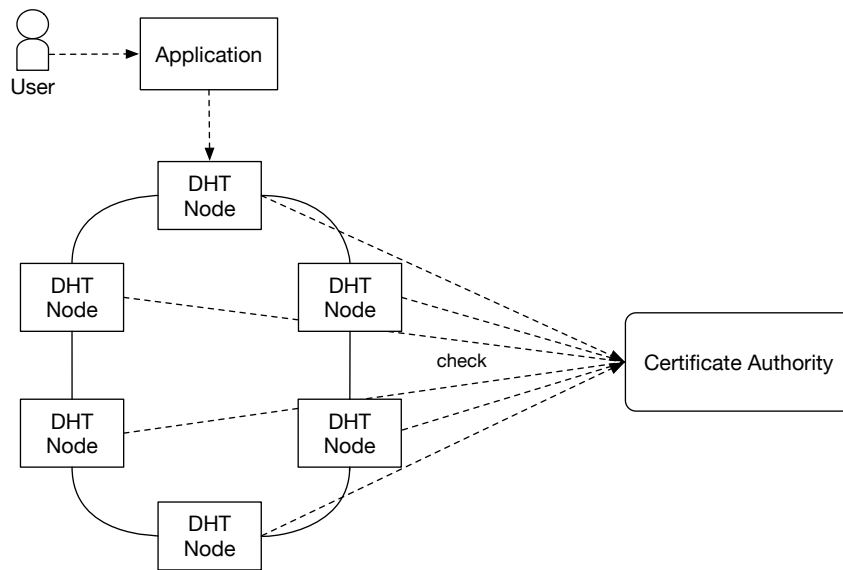 Application
User
DHT
Node
DHT
Node
DHT
Node
check
Certificate Authority
DHT
Node
DHT
Node
DHT
Node